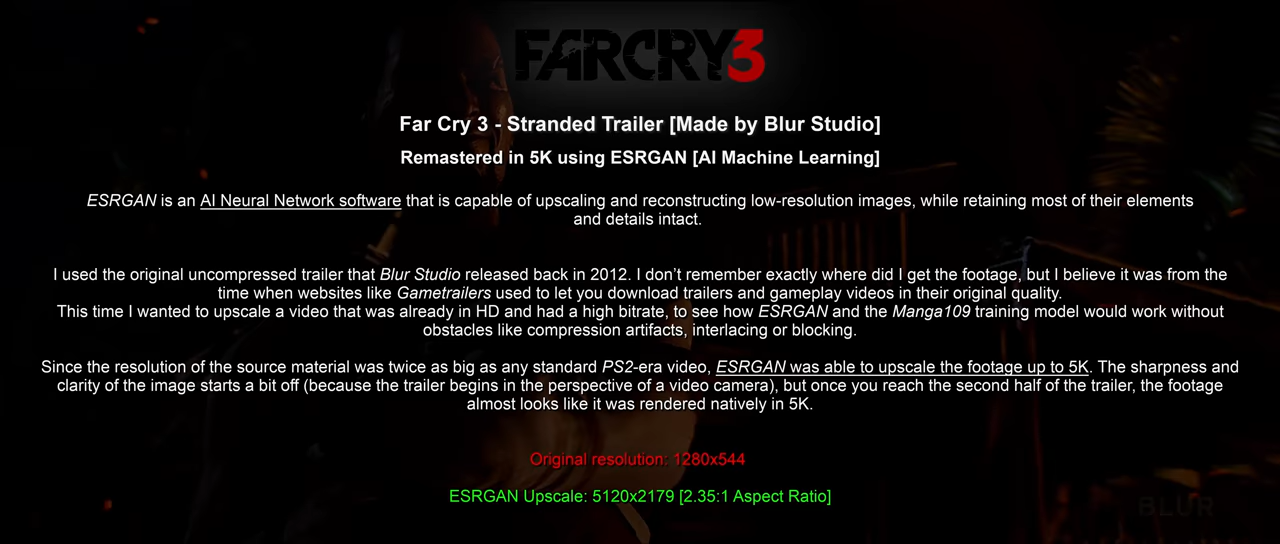 FARCRY3
Far Cry 3 - Stranded Trailer [Made by Blur Studio]
Remastered in 5K using ESRGAN [AI Machine Learning]
ESRGAN is an AI Neural Network software that is capable of upscaling and reconstructing low-resolution images, while retaining most of their elements
and details intact.
I used the original uncompressed trailer that Blur Studio released back in 2012. I don't remember exactly where did I get the footage, but I believe it was from the
time when websites like Gametrailers used to let you download trailers and gameplay videos in their original quality.
This time I wanted to upscale a video that was already in HD and had a high bitrate, to see how ESRGAN and the Manga109 training model would work without
obstacles like compression artifacts, interlacing or blocking.
Since the resolution of the source material was twice as big as any standard PS2-era video, ESRGAN was able to upscale the footage up to 5K. The sharpness and
clarity of the image starts a bit off (because the trailer begins in the perspective of a video camera), but once you reach the second half of the trailer, the footage
almost looks like it was rendered natively in 5K.
Original resolution: 1280x544
ESRGAN Upscale: 5120x2179 [2.35:1 Aspect Ratio]
BLUR